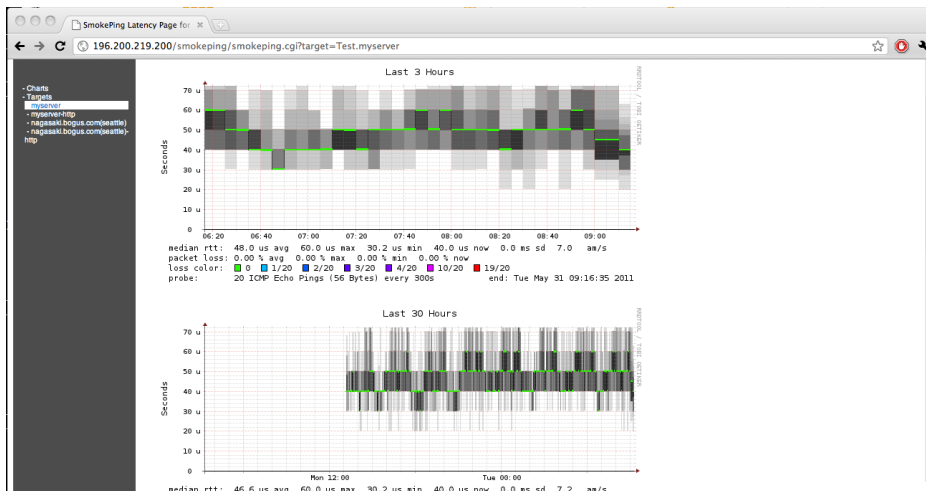 SmokePing Latency Page for
196.200.219.200/smokeping/smokeping.cgi?target=Test.myserver
- Charts
- Targets
myserver
- myserver-http
- nagasaki.bogus.com(seattle)
- nagasaki.bogus.com(seattle)-
http
Last 3 Hours
RRDTOOL / TOBI OETIKER
Seconds
70 u
60 u
50 u
40 u
30 u
20 u
10 u
0
06:20 06:40 07:00 07:20 07:40 08:00 08:20 08:40 09:00
median rtt: 48.0 us avg 60.0 us max 30.2 us min 40.0 us now 0.0 ms sd 7.0 am/s
packet loss: 0.00 % avg 0.00 % max 0.00 % min 0.00 % now
loss color: 0 1/20 2/20 3/20 4/20 10/20 19/20
probe: 20 ICMP Echo Pings (56 Bytes) every 300s end: Tue May 31 09:16:35 2011
Last 30 Hours
RRDTOOL / TOBI OETIKER
Seconds
70 u
60 u
50 u
40 u
30 u
20 u
10 u
0
Mon 12:00 Tue 00:00
median rtt: 46.6 us avg 60.0 us max 30.2 us min 40.0 us now 0.0 ms sd 7.2 am/s